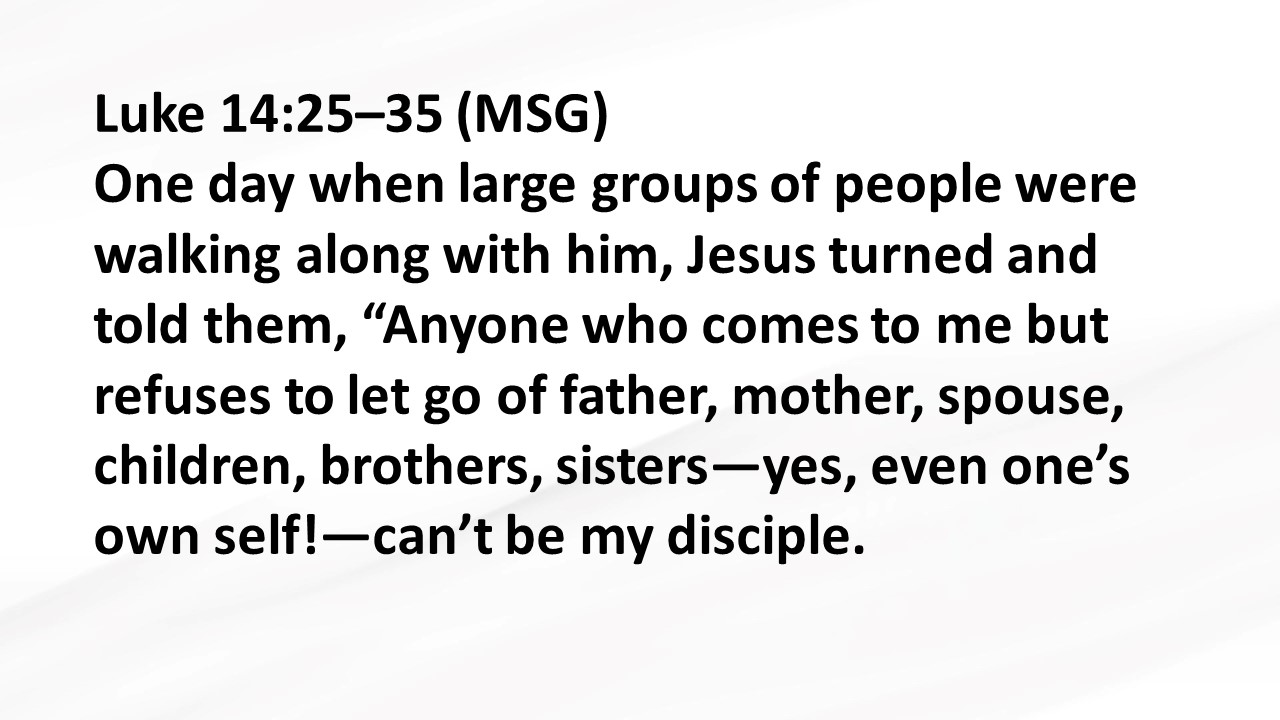 Luke 14:25–35 (MSG)
One day when large groups of people were
walking along with him, Jesus turned and
told them, “Anyone who comes to me but
refuses to let go of father, mother, spouse,
children, brothers, sisters—yes, even one’s
own self!—can’t be my disciple.